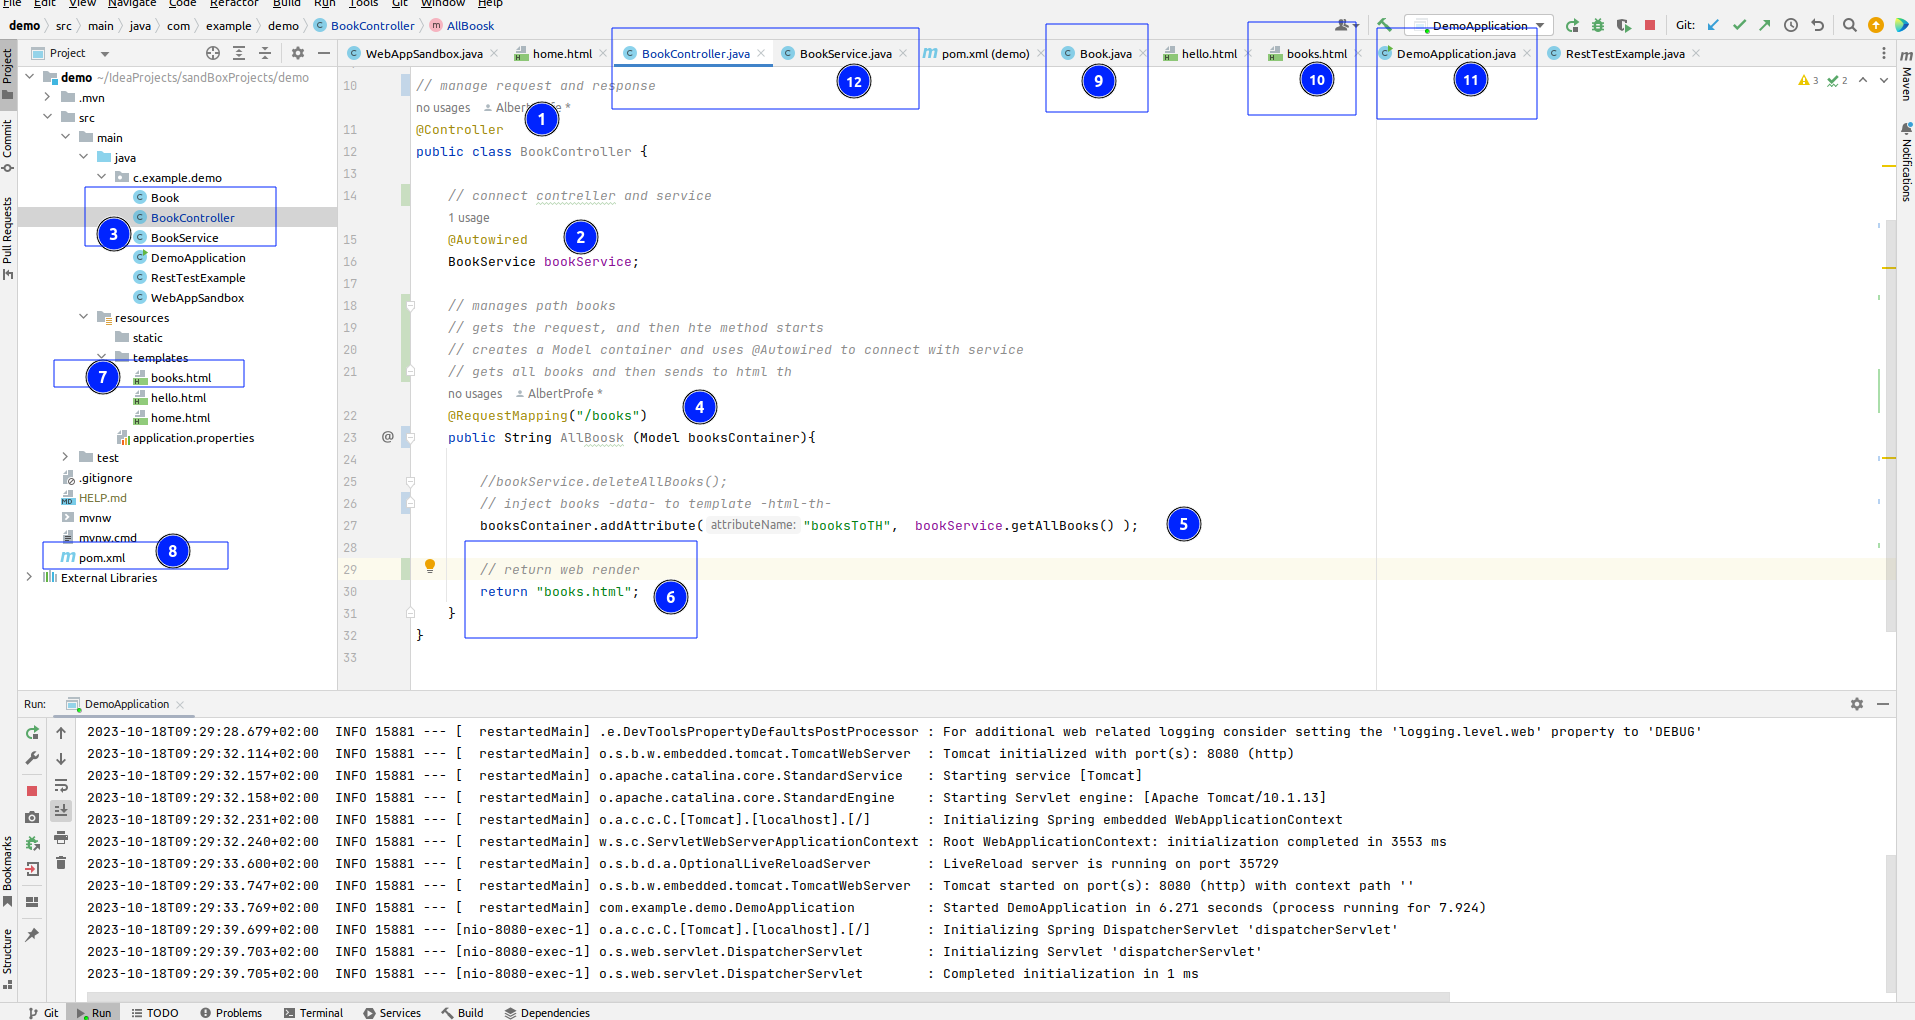 File Edit View Navigate Code Refactor Build Run Tools Git Window Help
demo src main java com example demo BookController AllBoosk
DemoApplication Git:
Project
WebAppSandbox.java home.html BookController.java BookService.java pom.xml (demo) Book.java hello.html books.html DemoApplication.java RestTestExample.java
12
9
10
11
Project
Commit
Pull Requests
Bookmarks
Structure
Maven
Notifications
demo ~/IdeaProjects/sandBoxProjects/demo
.mvn
src
main
java
c.example.demo
Book
BookController
3 BookService
DemoApplication
RestTestExample
WebAppSandbox
resources
static
templates
7 books.html
hello.html
home.html
application.properties
test
.gitignore
HELP.md
mvnw
mvnw.cmd
pom.xml 8
External Libraries
3 2
10 // manage request and response
no usages AlbertProfe *
1
11 @Controller
12 public class BookController {
13
14 // connect contreller and service
1 usage
15 @Autowired 2
16 BookService bookService;
17
18 // manages path books
19 // gets the request, and then hte method starts
20 // creates a Model container and uses @Autowired to connect with service
21 // gets all books and then sends to html th
no usages AlbertProfe *
4
22 @RequestMapping("/books")
23 @ public String AllBoosk (Model booksContainer){
24
25 //bookService.deleteAllBooks();
26 // inject books -data- to template -html-th-
27 booksContainer.addAttribute( attributeName: "booksToTH", bookService.getAllBooks() ); 5
28
29 // return web render
30 return "books.html"; 6
31 }
32 }
33
Run: DemoApplication
2023-10-18T09:29:28.679+02:00 INFO 15881 --- [ restartedMain] .e.DevToolsPropertyDefaultsPostProcessor : For additional web related logging consider setting the 'logging.level.web' property to 'DEBUG'
2023-10-18T09:29:32.114+02:00 INFO 15881 --- [ restartedMain] o.s.b.w.embedded.tomcat.TomcatWebServer : Tomcat initialized with port(s): 8080 (http)
2023-10-18T09:29:32.157+02:00 INFO 15881 --- [ restartedMain] o.apache.catalina.core.StandardService : Starting service [Tomcat]
2023-10-18T09:29:32.158+02:00 INFO 15881 --- [ restartedMain] o.apache.catalina.core.StandardEngine : Starting Servlet engine: [Apache Tomcat/10.1.13]
2023-10-18T09:29:32.231+02:00 INFO 15881 --- [ restartedMain] o.a.c.c.C.[Tomcat].[localhost].[/] : Initializing Spring embedded WebApplicationContext
2023-10-18T09:29:32.240+02:00 INFO 15881 --- [ restartedMain] w.s.c.ServletWebServerApplicationContext : Root WebApplicationContext: initialization completed in 3553 ms
2023-10-18T09:29:33.600+02:00 INFO 15881 --- [ restartedMain] o.s.b.d.a.OptionalLiveReloadServer : LiveReload server is running on port 35729
2023-10-18T09:29:33.747+02:00 INFO 15881 --- [ restartedMain] o.s.b.w.embedded.tomcat.TomcatWebServer : Tomcat started on port(s): 8080 (http) with context path ''
2023-10-18T09:29:33.769+02:00 INFO 15881 --- [ restartedMain] com.example.demo.DemoApplication : Started DemoApplication in 6.271 seconds (process running for 7.924)
2023-10-18T09:29:39.699+02:00 INFO 15881 --- [nio-8080-exec-1] o.a.c.c.C.[Tomcat].[localhost].[/] : Initializing Spring DispatcherServlet 'dispatcherServlet'
2023-10-18T09:29:39.703+02:00 INFO 15881 --- [nio-8080-exec-1] o.s.web.servlet.DispatcherServlet : Initializing Servlet 'dispatcherServlet'
2023-10-18T09:29:39.705+02:00 INFO 15881 --- [nio-8080-exec-1] o.s.web.servlet.DispatcherServlet : Completed initialization in 1 ms
Git Run TODO Problems Terminal Services Build Dependencies